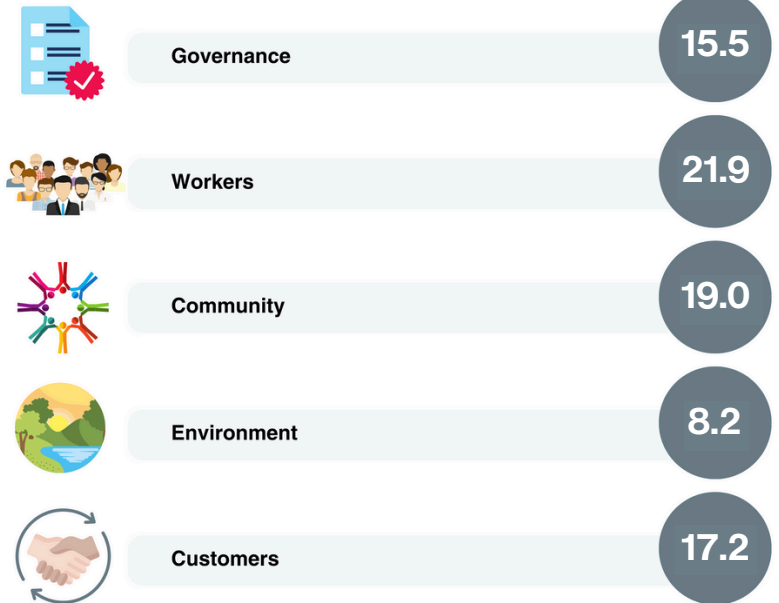 Governance
15.5
Workers
21.9
Community
19.0
Environment
8.2
Customers
17.2